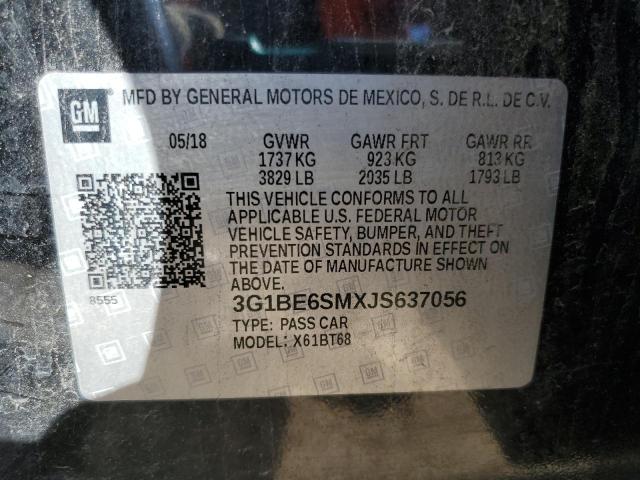 GM MFD BY GENERAL MOTORS DE MEXICO, S. DE R.L. DE C.V.
05/18 GVWR GAWR FRT GAWR RR
1737 KG 923 KG 813 KG
3829 LB 2035 LB 1793 LB
THIS VEHICLE CONFORMS TO ALL
APPLICABLE U.S. FEDERAL MOTOR
VEHICLE SAFETY, BUMPER, AND THEFT
PREVENTION STANDARDS IN EFFECT ON
THE DATE OF MANUFACTURE SHOWN
ABOVE.
8555
3G1BE6SMXJS637056
TYPE: PASS CAR
MODEL: X61BT68